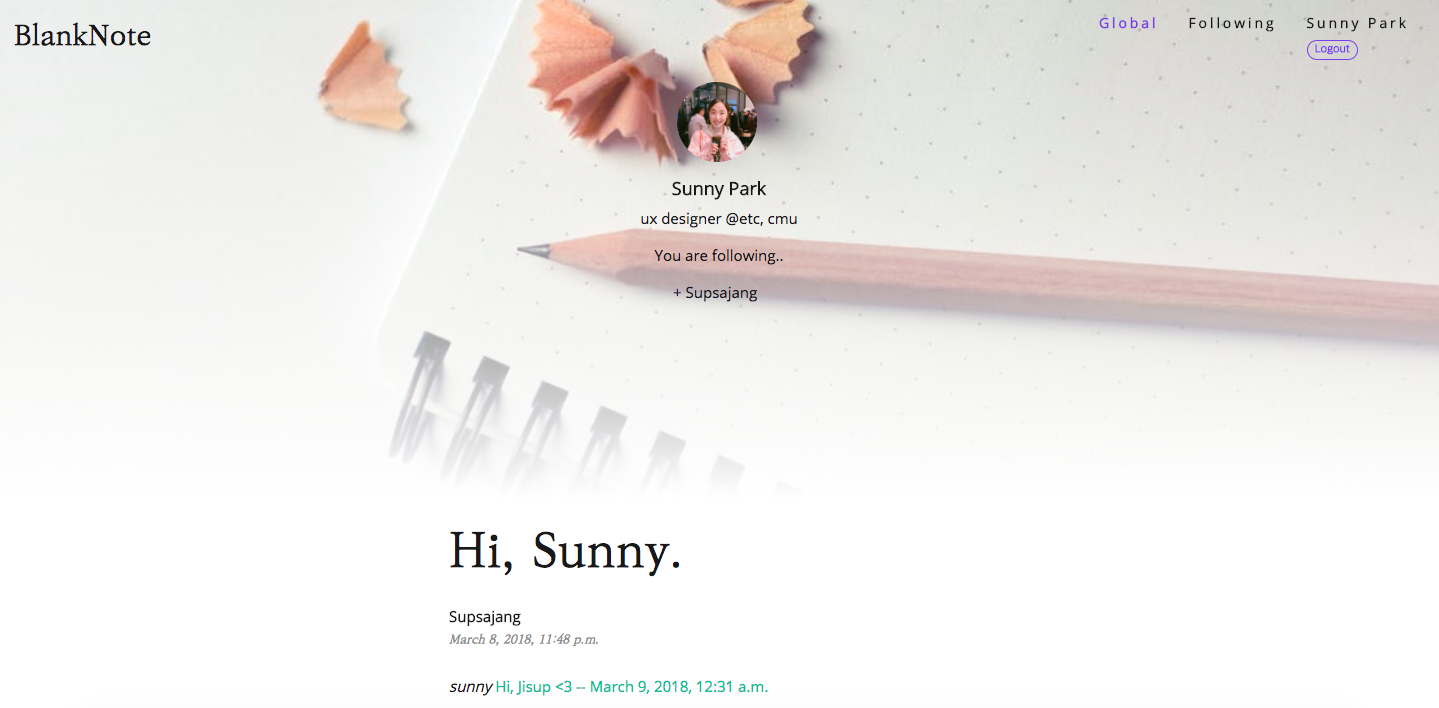 BlankNote
Global Following Sunny Park
Logout
Sunny Park
ux designer @etc, cmu
You are following..
+ Supsajang
Hi, Sunny.
Supsajang
March 8, 2018, 11:48 p.m.
sunny Hi, Jisup <3 -- March 9, 2018, 12:31 a.m.